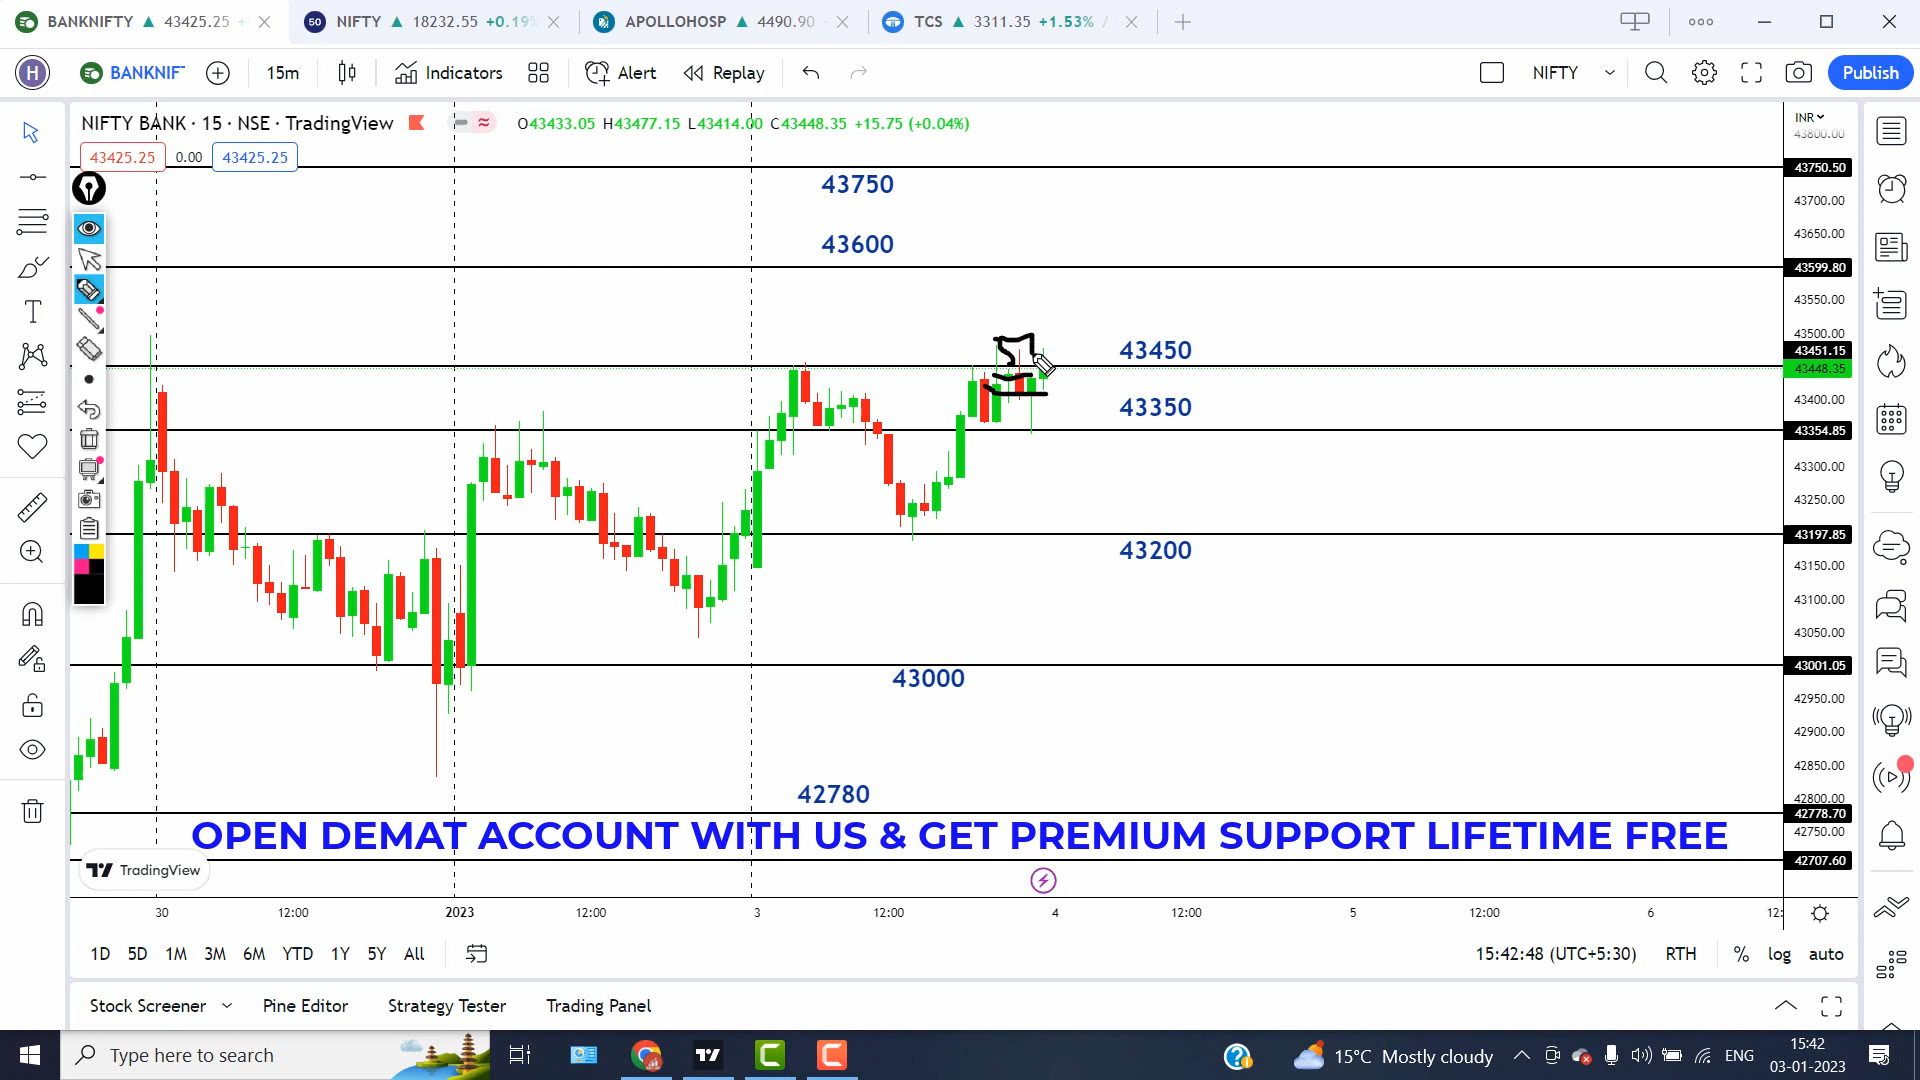 BANKNIFTY ▲ 43425.25
50 NIFTY ▲ 18232.55 +0.19%
APOLLOHOSP ▲ 4490.90
TCS ▲ 3311.35 +1.53% /
H BANKNIF 15m Indicators Alert Replay NIFTY Publish
NIFTY BANK · 15 · NSE · TradingView O43433.05 H43477.15 L43414.00 C43448.35 +15.75 (+0.04%)
43425.25 0.00 43425.25
INR
43800.00
43750.50
43750
43700.00
43650.00
43600
43599.80
43550.00
43500.00
43450
43451.15
43448.35
43400.00
43350
43354.85
43300.00
43250.00
43197.85
43200
43150.00
43100.00
43050.00
43001.05
43000
42950.00
42900.00
42850.00
42780
42800.00
42778.70
42750.00
OPEN DEMAT ACCOUNT WITH US & GET PREMIUM SUPPORT LIFETIME FREE
42707.60
TradingView
30 12:00 2023 12:00 3 12:00 4 12:00 5 12:00 6 12:
1D 5D 1M 3M 6M YTD 1Y 5Y All 15:42:48 (UTC+5:30) RTH % log auto
Stock Screener Pine Editor Strategy Tester Trading Panel
Type here to search 15°C Mostly cloudy ENG 15:42
03-01-2023